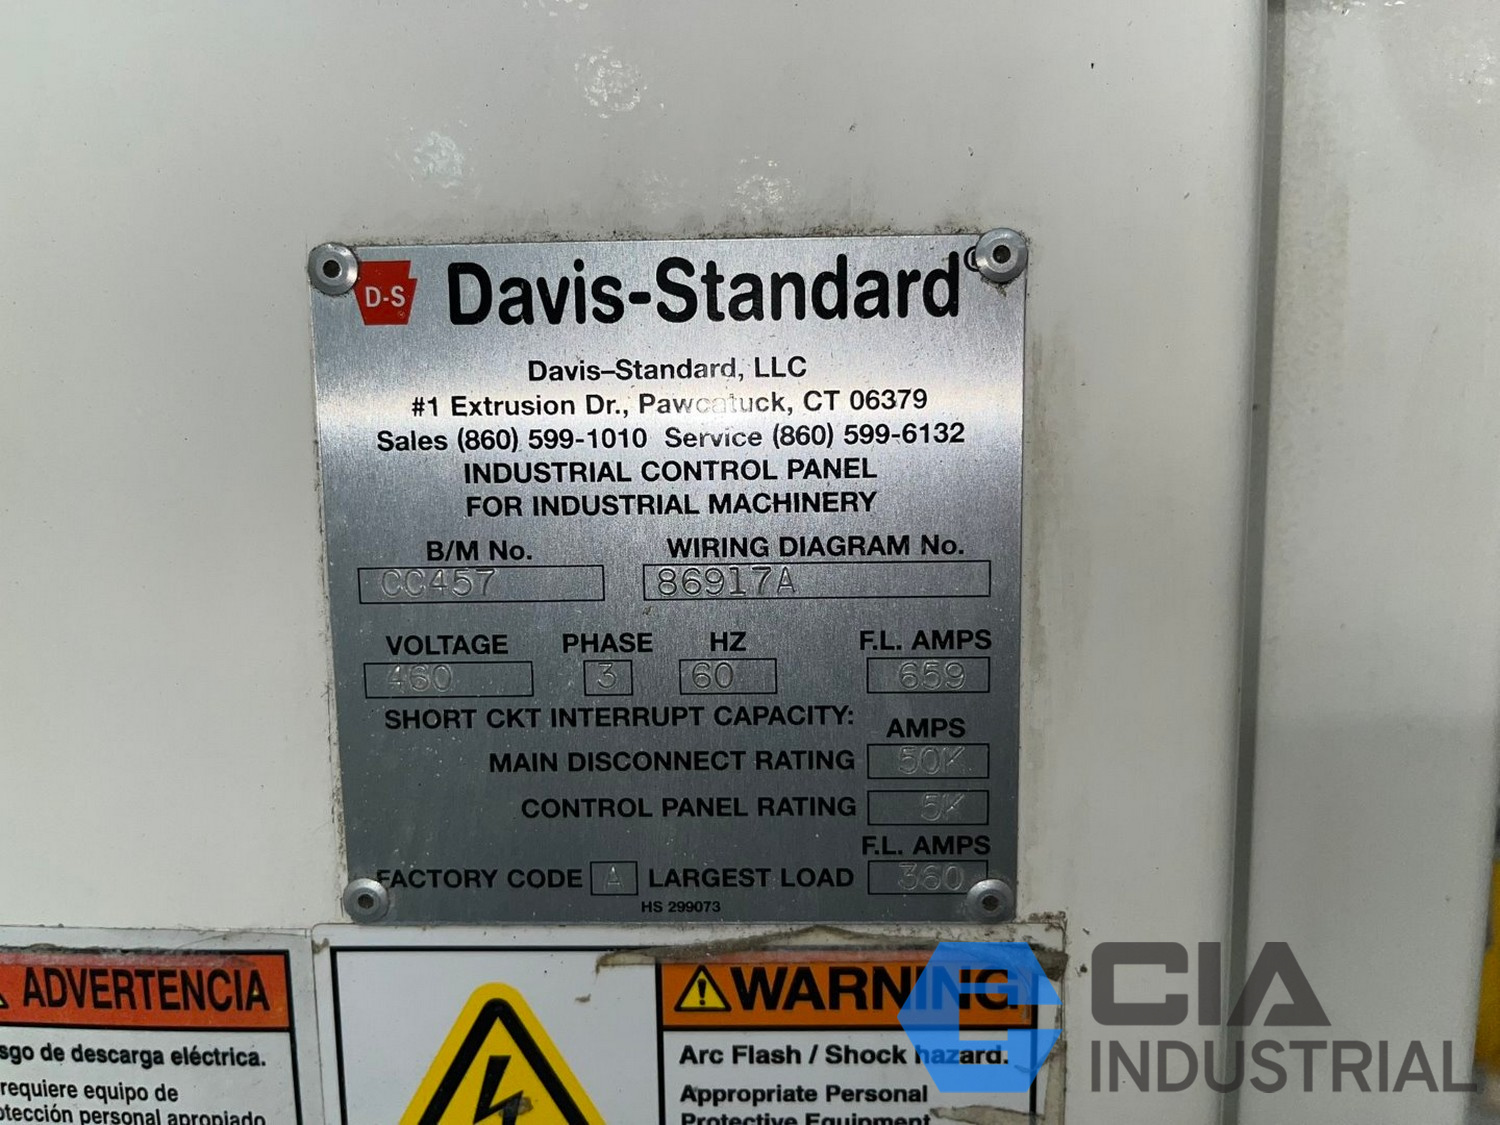 D-S Davis-Standard
Davis-Standard, LLC
#1 Extrusion Dr., Pawcatuck, CT 06379
Sales (860) 599-1010 Service (860) 599-6132
INDUSTRIAL CONTROL PANEL
FOR INDUSTRIAL MACHINERY
B/M No. WIRING DIAGRAM No.
CC457 86917A
VOLTAGE PHASE HZ F.L. AMPS
460 3 60 659
SHORT CKT INTERRUPT CAPACITY: AMPS
MAIN DISCONNECT RATING 50K
CONTROL PANEL RATING 5K
F.L. AMPS
FACTORY CODE A LARGEST LOAD 360
HS 299073
ADVERTENCIA
sgo de descarga eléctrica.
requiere equipo de
otección personal apropiado
WARNING
Arc Flash / Shock hazard.
Appropriate Personal
Protective Equipment
CIA
INDUSTRIAL